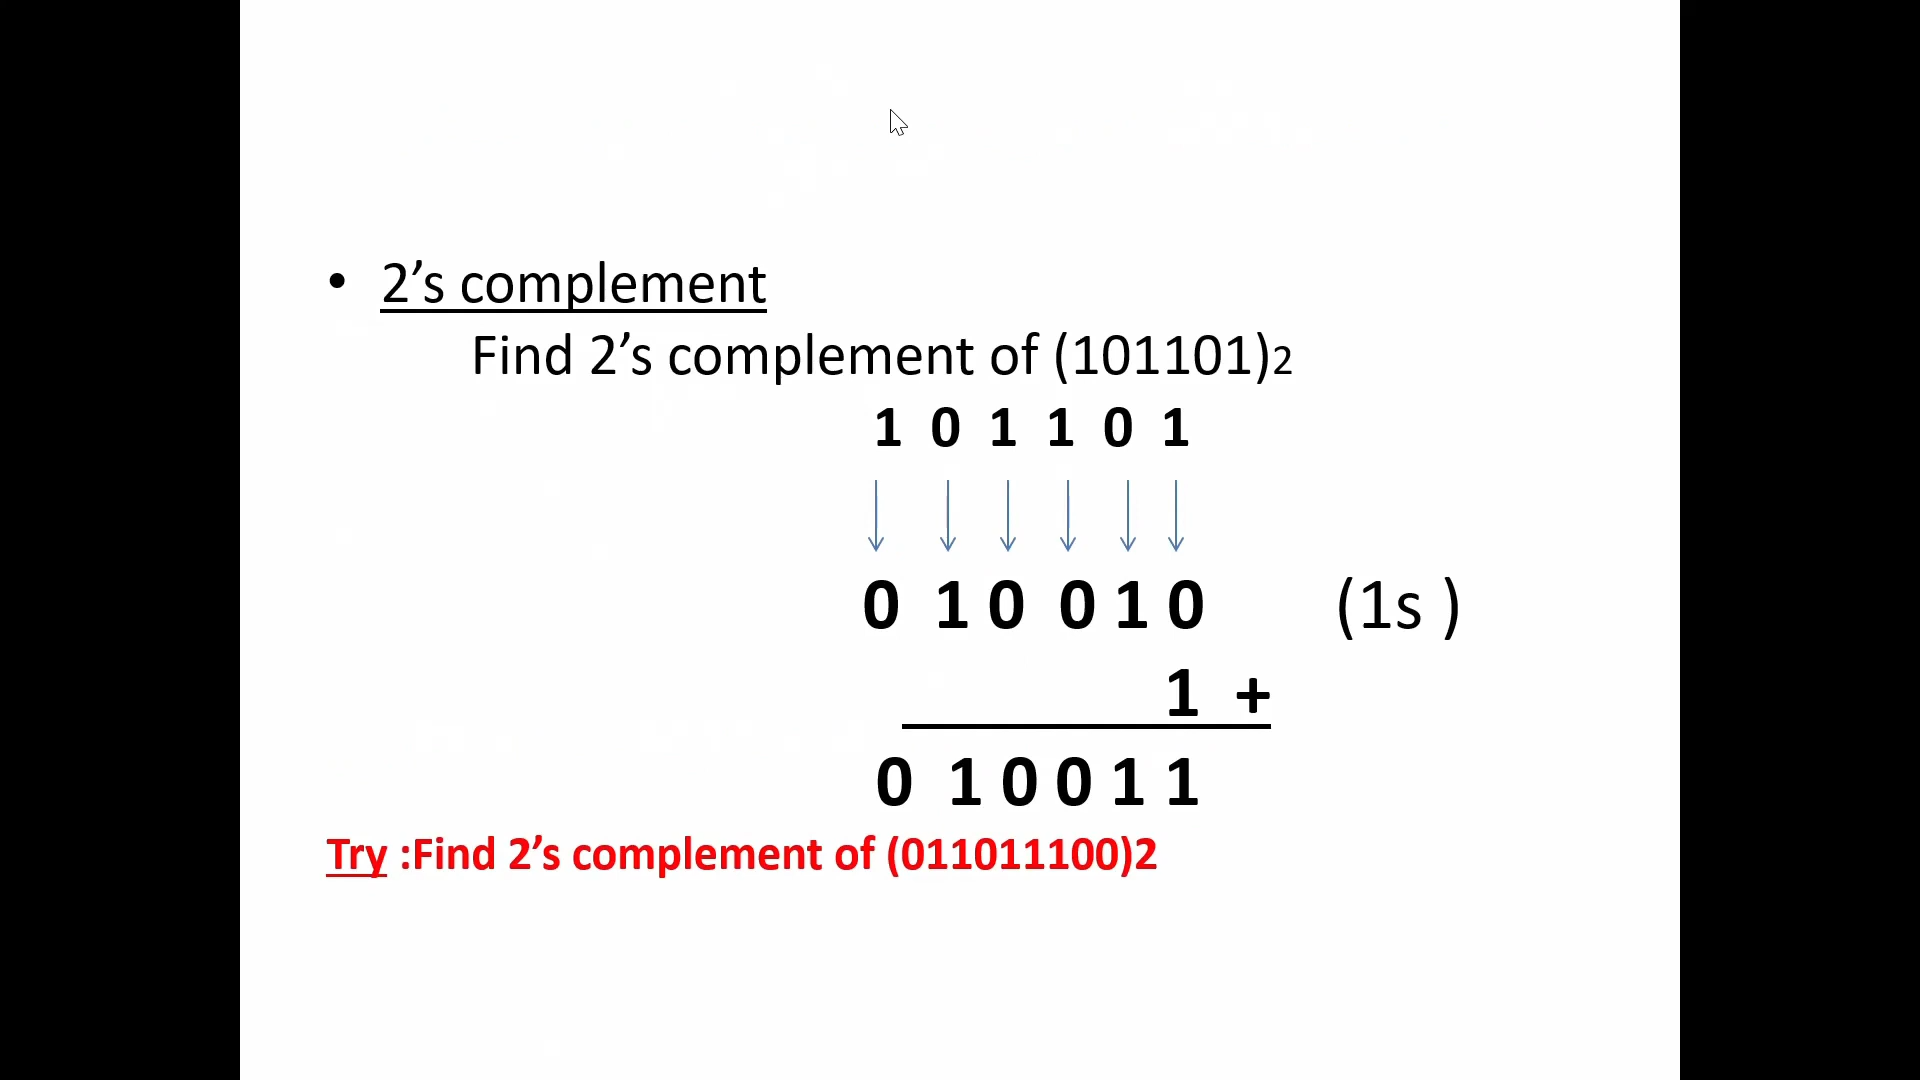 • 2’s complement
Find 2’s complement of (101101)2
1 0 1 1 0 1
0 1 0 0 1 0 (1s )
1 +
0 1 0 0 1 1
Try :Find 2’s complement of (011011100)2